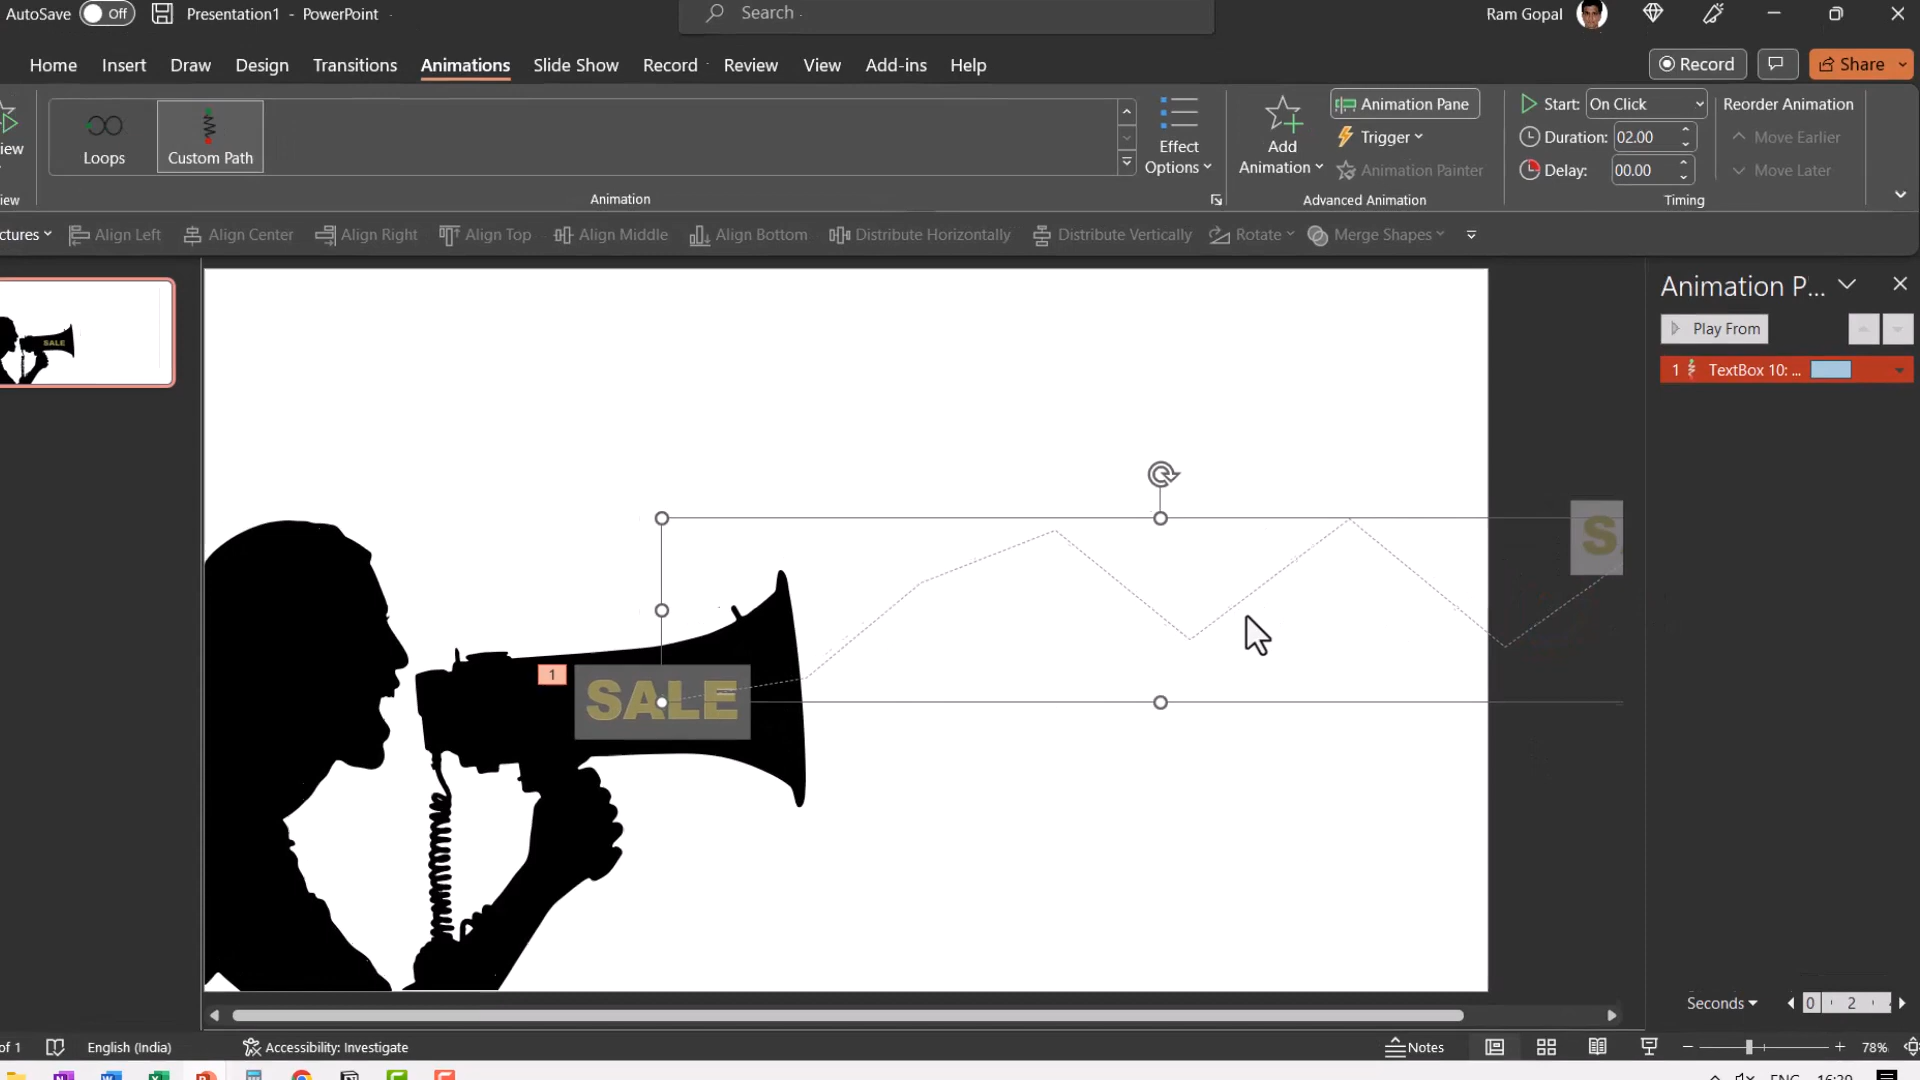 AutoSave Off Presentation1 - PowerPoint Search Ram Gopal
Home Insert Draw Design Transitions Animations Slide Show Record Review View Add-ins Help Record Share
Loops Custom Path
Effect Options
Add Animation
Animation Pane
Trigger
Animation Painter
Start: On Click
Duration: 02.00
Delay: 00.00
Reorder Animation
Move Earlier
Move Later
Animation Advanced Animation Timing
Align Left Align Center Align Right Align Top Align Middle Align Bottom Distribute Horizontally Distribute Vertically Rotate Merge Shapes
Animation P...
Play From
1 TextBox 10: ...
SALE
S
1
SALE
Seconds 0 2
of 1 English (India) Accessibility: Investigate Notes 78%